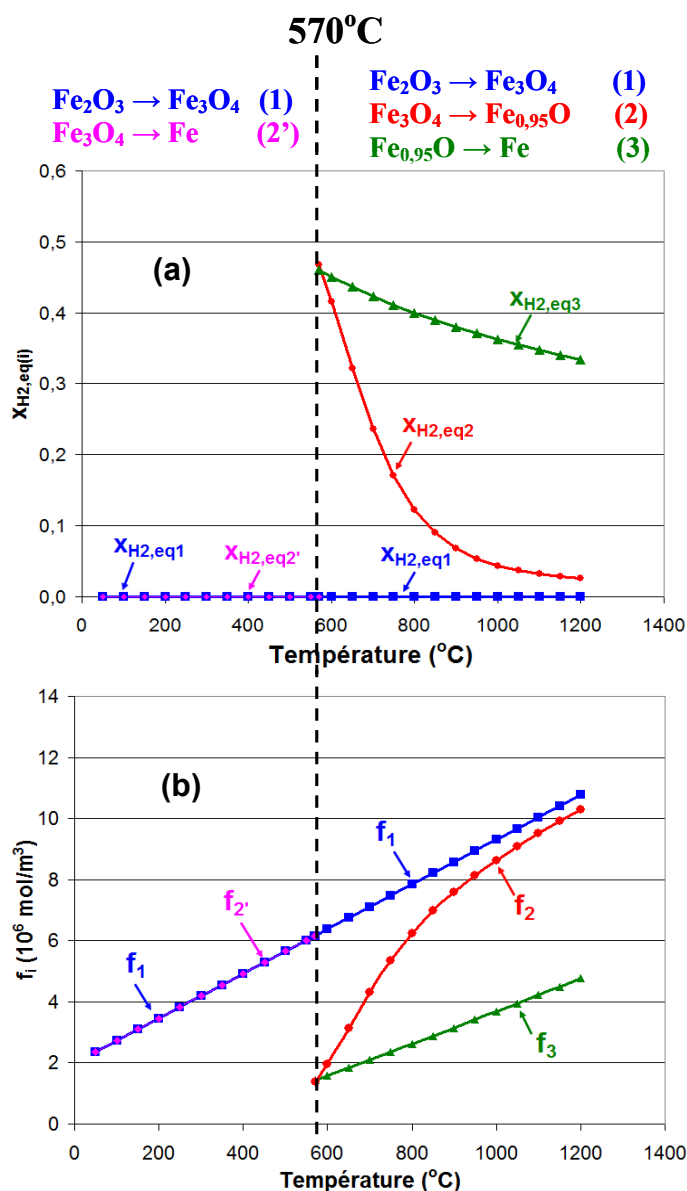 570°C
Fe₂O₃ → Fe₃O₄ (1)
Fe₃O₄ → Fe (2’)
Fe₂O₃ → Fe₃O₄ (1)
Fe₃O₄ → Fe₀,₉₅O (2)
Fe₀,₉₅O → Fe (3)
0,6
0,5
0,4
0,3
0,2
0,1
0,0
xH2,eq(i)
(a)
xH2,eq3
xH2,eq2
xH2,eq1
xH2,eq2'
xH2,eq1
0 200 400 600 800 1000 1200 1400
Température (°C)
14
12
10
8
6
4
2
0
fᵢ (10⁶ mol/m³)
(b)
f₁
f₂'
f₁
f₂
f₃
0 200 400 600 800 1000 1200 1400
Température (°C)